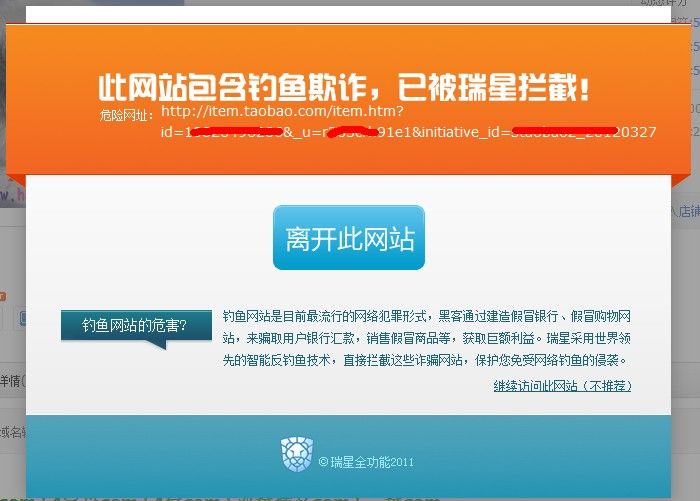 此网站包含钓鱼欺诈，已被瑞星拦截！
危险网址：http://item.taobao.com/item.htm?
&_u= 91e1&initiative_id= 20120327
离开此网站
钓鱼网站的危害？
钓鱼网站是目前最流行的网络犯罪形式，黑客通过建造假冒银行、假冒购物网
站，来骗取用户银行汇款，销售假冒商品等，获取巨额利益。瑞星采用世界领
先的智能反钓鱼技术，直接拦截这些诈骗网站，保护您免受网络钓鱼的侵袭。
继续访问此网站（不推荐）
©瑞星全功能2011
入店铺
详情